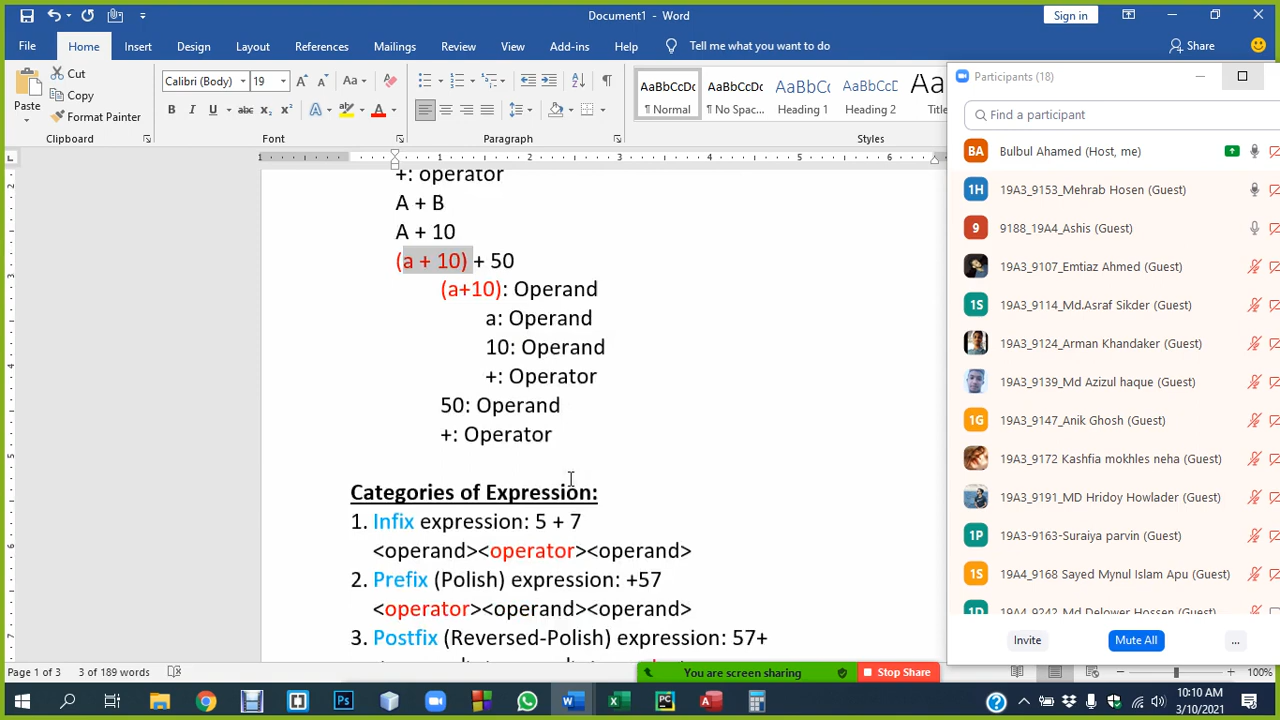 Document1 - Word
Sign in
File Home Insert Design Layout References Mailings Review View Add-ins Help Tell me what you want to do Share
Paste Cut Copy Format Painter
Clipboard
Calibri (Body) 19
Font
Paragraph
AaBbCcDc ¶ Normal
AaBbCcDc ¶ No Spac...
AaBbCc Heading 1
AaBbCcC Heading 2
AaB Title
Styles
+: operator
A + B
A + 10
(a + 10) + 50
(a+10): Operand
a: Operand
10: Operand
+: Operator
50: Operand
+: Operator
Categories of Expression:
1. Infix expression: 5 + 7
<operand><operator><operand>
2. Prefix (Polish) expression: +57
<operator><operand><operand>
3. Postfix (Reversed-Polish) expression: 57+
Participants (18)
Find a participant
BA Bulbul Ahamed (Host, me)
1H 19A3_9153_Mehrab Hosen (Guest)
9 9188_19A4_Ashis (Guest)
19A3_9107_Emtiaz Ahmed (Guest)
1S 19A3_9114_Md.Asraf Sikder (Guest)
19A3_9124_Arman Khandaker (Guest)
19A3_9139_Md Azizul haque (Guest)
1G 19A3_9147_Anik Ghosh (Guest)
19A3_9172 Kashfia mokhles neha (Guest)
19A3_9191_MD Hridoy Howlader (Guest)
1P 19A3-9163-Suraiya parvin (Guest)
1S 19A4_9168 Sayed Mynul Islam Apu (Guest)
1D 19A4_9242_Md Delower Hossen (Guest)
Invite Mute All ...
Page 1 of 3 3 of 189 words
You are screen sharing Stop Share
100%
10:10 AM
3/10/2021